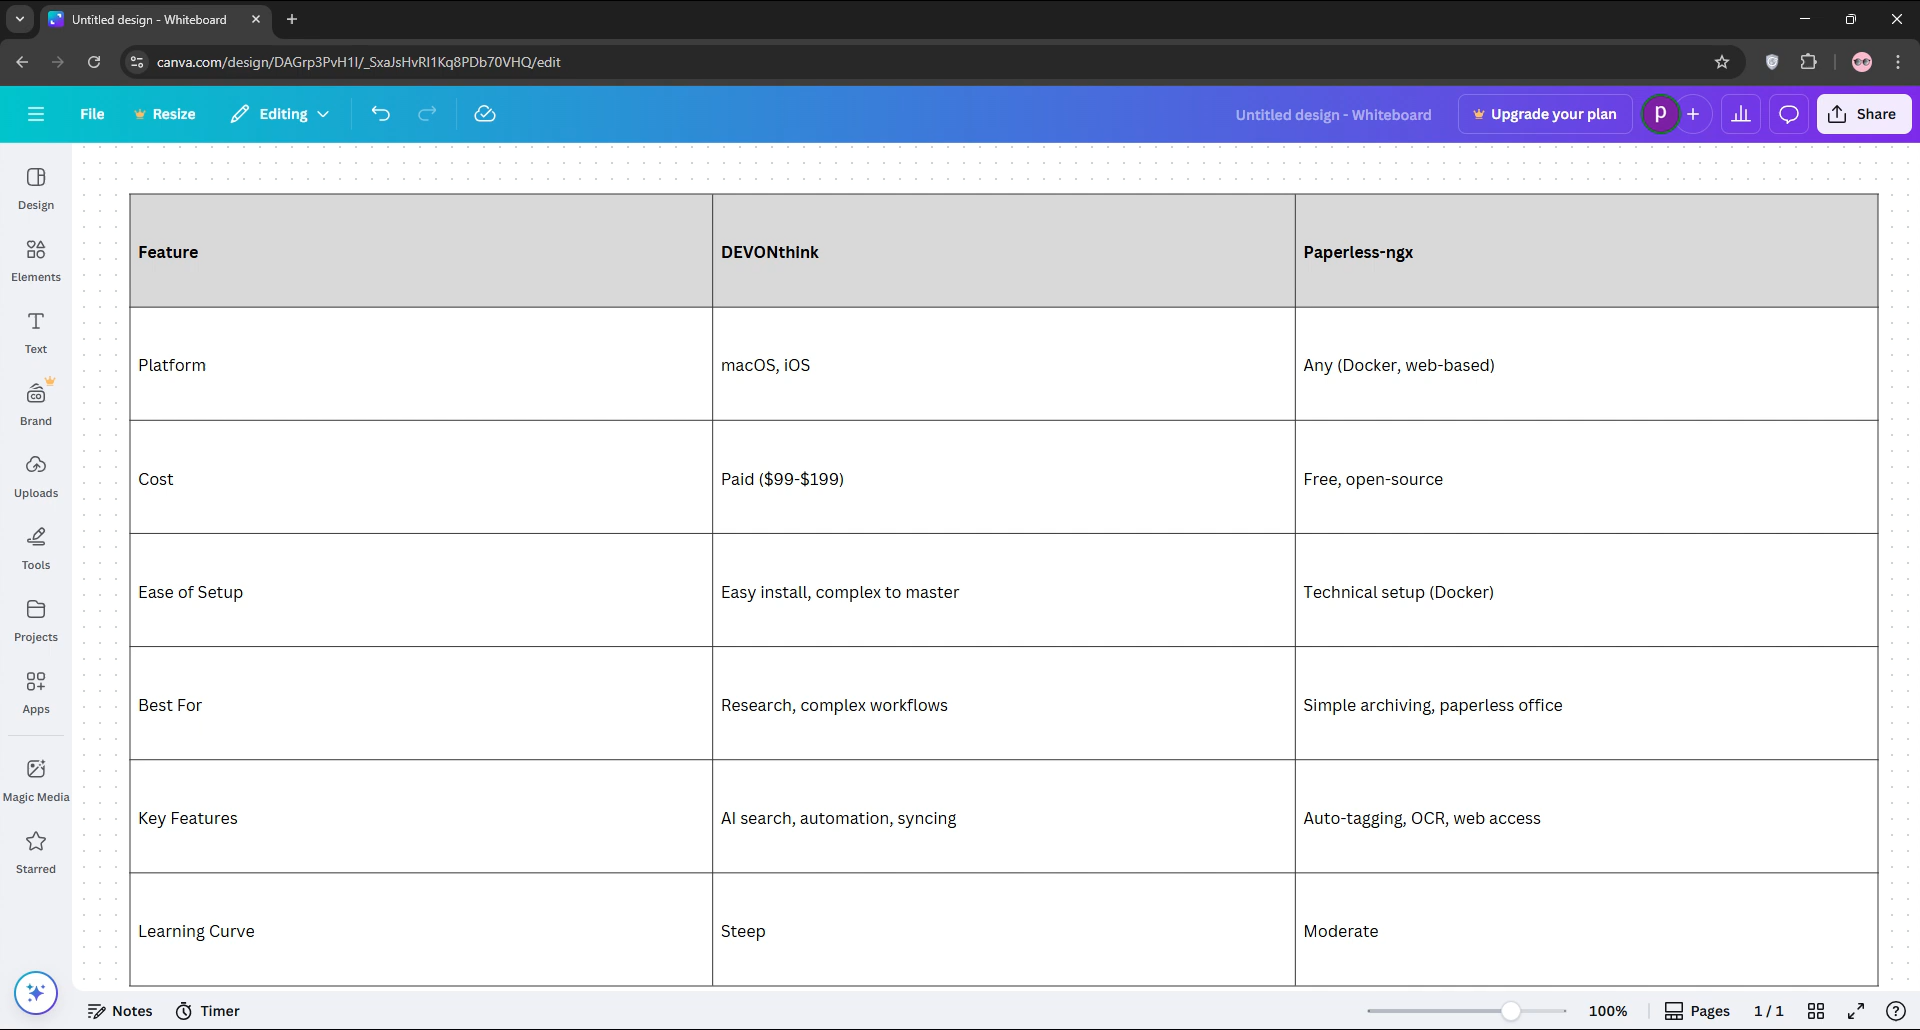 Untitled design - Whiteboard
canva.com/design/DAGrp3PvH1I/_SxaJsHvRI1Kq8PDb70VHQ/edit
File Resize Editing Untitled design - Whiteboard Upgrade your plan P Share
Design
Elements
Text
Brand
Uploads
Tools
Projects
Apps
Magic Media
Starred
Feature DEVONthink Paperless-ngx
Platform macOS, iOS Any (Docker, web-based)
Cost Paid ($99-$199) Free, open-source
Ease of Setup Easy install, complex to master Technical setup (Docker)
Best For Research, complex workflows Simple archiving, paperless office
Key Features AI search, automation, syncing Auto-tagging, OCR, web access
Learning Curve Steep Moderate
Notes Timer 100% Pages 1 / 1